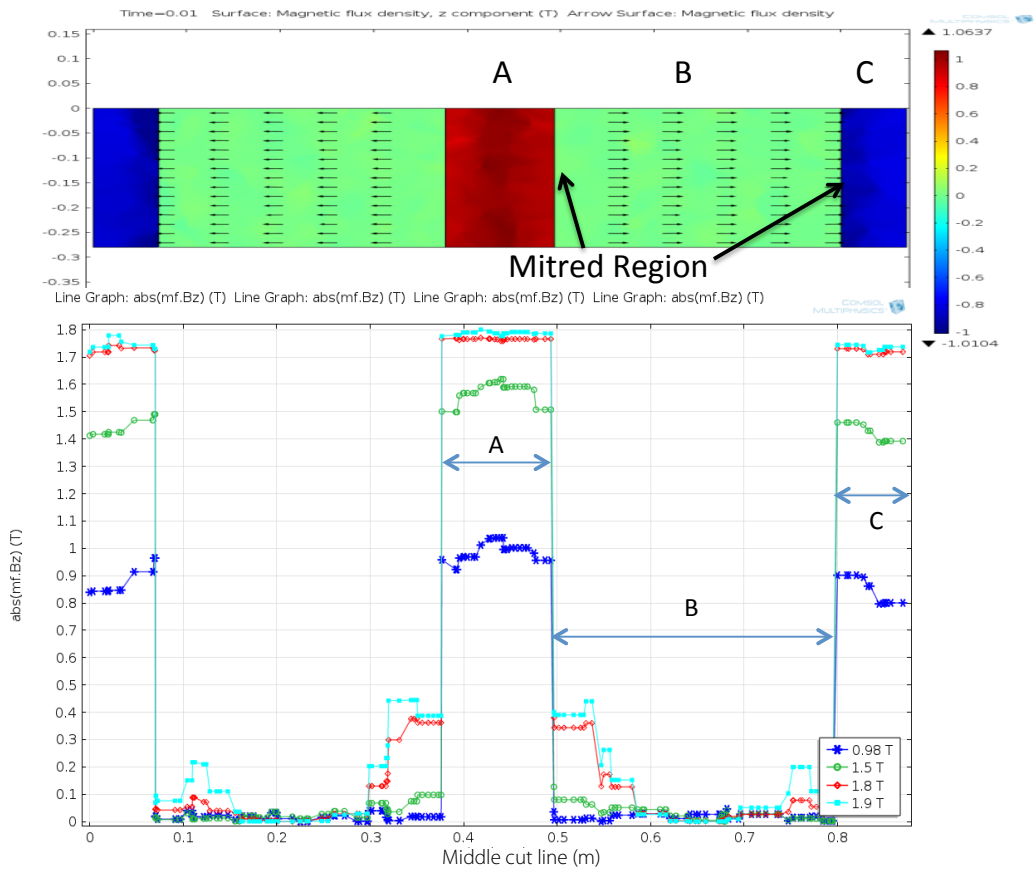 Time=0.01 Surface: Magnetic flux density, z component (T) Arrow Surface: Magnetic flux density
COMSOL
MULTIPHYSICS
▲ 1.0637
0.15
0.1
0.05
0
-0.05
-0.1
-0.15
-0.2
-0.25
-0.3
-0.35
A
B
C
1
0.8
0.6
0.4
0.2
0
-0.2
-0.4
-0.6
-0.8
-1
▼ -1.0104
Mitred Region
Line Graph: abs(mf.Bz) (T) Line Graph: abs(mf.Bz) (T) Line Graph: abs(mf.Bz) (T) Line Graph: abs(mf.Bz) (T)
COMSOL
MULTIPHYSICS
abs(mf.Bz) (T)
1.8
1.7
1.6
1.5
1.4
1.3
1.2
1.1
1
0.9
0.8
0.7
0.6
0.5
0.4
0.3
0.2
0.1
0
A
B
C
0.98 T
1.5 T
1.8 T
1.9 T
0 0.1 0.2 0.3 0.4 0.5 0.6 0.7 0.8
Middle cut line (m)